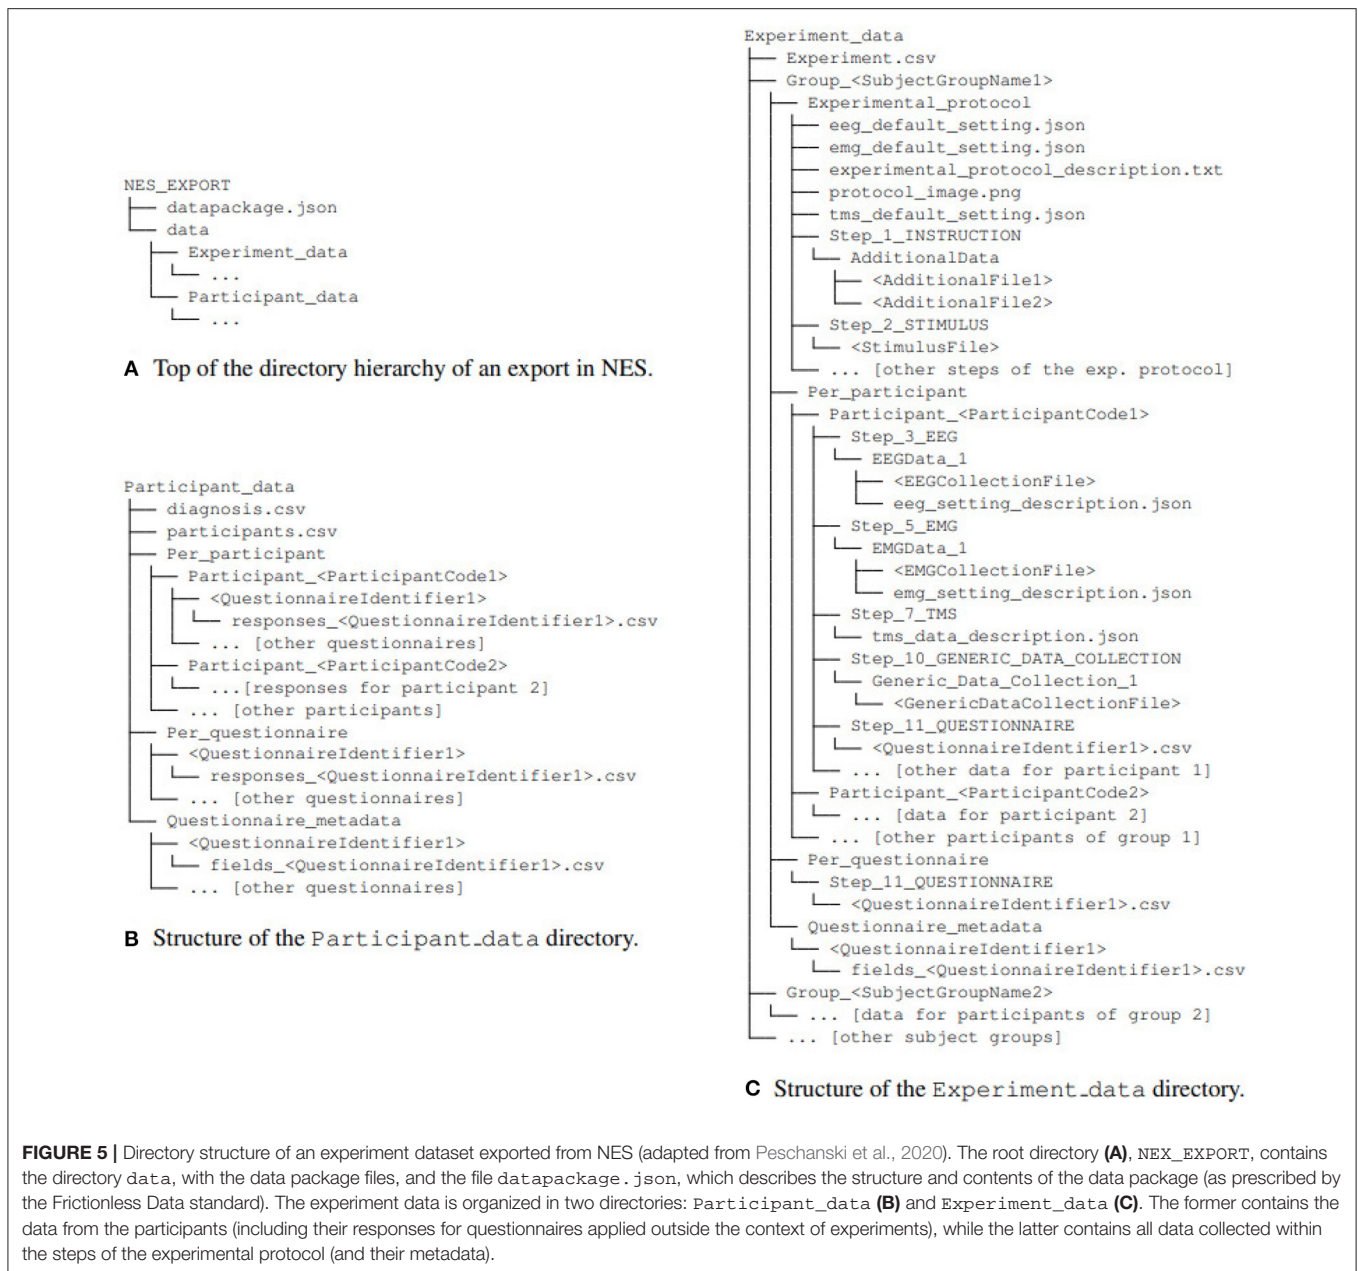 NES_EXPORT
├── datapackage.json
└── data
    ├── Experiment_data
    │   └── ...
    └── Participant_data
        └── ...
A Top of the directory hierarchy of an export in NES.
Participant_data
├── diagnosis.csv
├── participants.csv
├── Per_participant
│   ├── Participant_<ParticipantCode1>
│   │   ├── <QuestionnaireIdentifier1>
│   │   │   └── responses_<QuestionnaireIdentifier1>.csv
│   │   └── ... [other questionnaires]
│   ├── Participant_<ParticipantCode2>
│   │   └── ...[responses for participant 2]
│   └── ... [other participants]
├── Per_questionnaire
│   ├── <QuestionnaireIdentifier1>
│   │   └── responses_<QuestionnaireIdentifier1>.csv
│   └── ... [other questionnaires]
└── Questionnaire_metadata
    ├── <QuestionnaireIdentifier1>
    │   └── fields_<QuestionnaireIdentifier1>.csv
    └── ... [other questionnaires]
B Structure of the Participant_data directory.
Experiment_data
├── Experiment.csv
├── Group_<SubjectGroupName1>
│   ├── Experimental_protocol
│   │   ├── eeg_default_setting.json
│   │   ├── emg_default_setting.json
│   │   ├── experimental_protocol_description.txt
│   │   ├── protocol_image.png
│   │   ├── tms_default_setting.json
│   │   ├── Step_1_INSTRUCTION
│   │   │   └── AdditionalData
│   │   │       ├── <AdditionalFile1>
│   │   │       └── <AdditionalFile2>
│   │   ├── Step_2_STIMULUS
│   │   │   └── <StimulusFile>
│   │   └── ... [other steps of the exp. protocol]
│   ├── Per_participant
│   │   ├── Participant_<ParticipantCode1>
│   │   │   ├── Step_3_EEG
│   │   │   │   └── EEGData_1
│   │   │   │       ├── <EEGCollectionFile>
│   │   │   │       └── eeg_setting_description.json
│   │   │   ├── Step_5_EMG
│   │   │   │   └── EMGData_1
│   │   │   │       ├── <EMGCollectionFile>
│   │   │   │       └── emg_setting_description.json
│   │   │   ├── Step_7_TMS
│   │   │   │   └── tms_data_description.json
│   │   │   ├── Step_10_GENERIC_DATA_COLLECTION
│   │   │   │   └── Generic_Data_Collection_1
│   │   │   │       └── <GenericDataCollectionFile>
│   │   │   ├── Step_11_QUESTIONNAIRE
│   │   │   │   └── <QuestionnaireIdentifier1>.csv
│   │   │   └── ... [other data for participant 1]
│   │   ├── Participant_<ParticipantCode2>
│   │   │   └── ... [data for participant 2]
│   │   └── ... [other participants of group 1]
│   ├── Per_questionnaire
│   │   └── Step_11_QUESTIONNAIRE
│   │       └── <QuestionnaireIdentifier1>.csv
│   └── Questionnaire_metadata
│       └── <QuestionnaireIdentifier1>
│           └── fields_<QuestionnaireIdentifier1>.csv
├── Group_<SubjectGroupName2>
│   └── ... [data for participants of group 2]
└── ... [other subject groups]
C Structure of the Experiment_data directory.
FIGURE 5 | Directory structure of an experiment dataset exported from NES (adapted from Peschanski et al., 2020). The root directory (A), NEX_EXPORT, contains
the directory data, with the data package files, and the file datapackage.json, which describes the structure and contents of the data package (as prescribed by
the Frictionless Data standard). The experiment data is organized in two directories: Participant_data (B) and Experiment_data (C). The former contains the
data from the participants (including their responses for questionnaires applied outside the context of experiments), while the latter contains all data collected within
the steps of the experimental protocol (and their metadata).